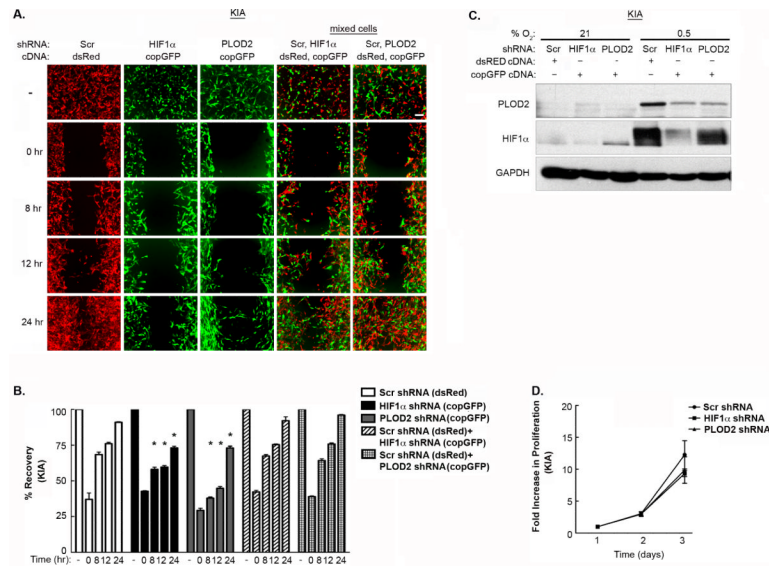 A.
KIA
mixed cells
shRNA: Scr HIF1α PLOD2 Scr, HIF1α Scr, PLOD2
cDNA: dsRed copGFP copGFP dsRed, copGFP dsRed, copGFP
-
0 hr
8 hr
12 hr
24 hr
B.
% Recovery
(KIA)
100
75
50
25
0
* * *
* * *
Time (hr): - 0 8 12 24 - 0 8 12 24 - 0 8 12 24 - 0 8 12 24 - 0 8 12 24
Scr shRNA (dsRed)
HIF1α shRNA (copGFP)
PLOD2 shRNA(copGFP)
Scr shRNA (dsRed)+
HIF1α shRNA (copGFP)
Scr shRNA (dsRed)+
PLOD2 shRNA(copGFP)
C.
KIA
% O2: 21 0.5
shRNA: Scr HIF1α PLOD2 Scr HIF1α PLOD2
dsRED cDNA: + - - + - -
copGFP cDNA: - + + - + +
PLOD2
HIF1α
GAPDH
D.
Fold Increase in Proliferation
(KIA)
20
15
10
5
0
1 2 3
Time (days)
Scr shRNA
HIF1α shRNA
PLOD2 shRNA